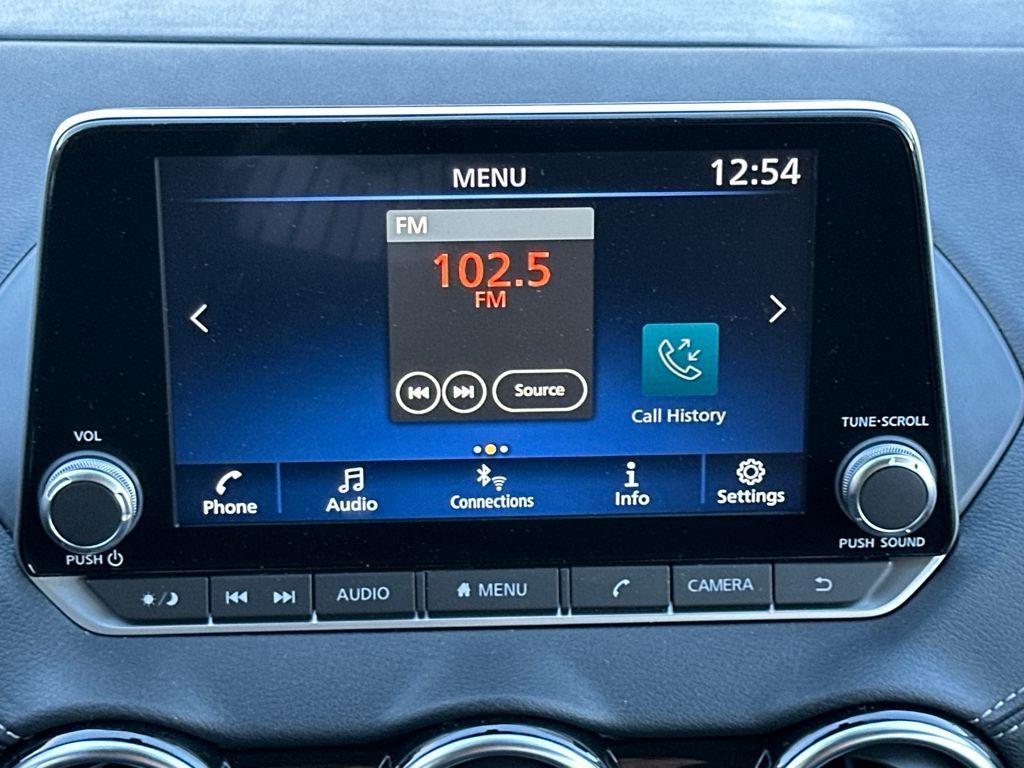 MENU
12:54
FM
102.5
FM
Source
Call History
VOL
TUNE·SCROLL
Phone
Audio
Connections
Info
Settings
PUSH
PUSH SOUND
AUDIO
MENU
CAMERA